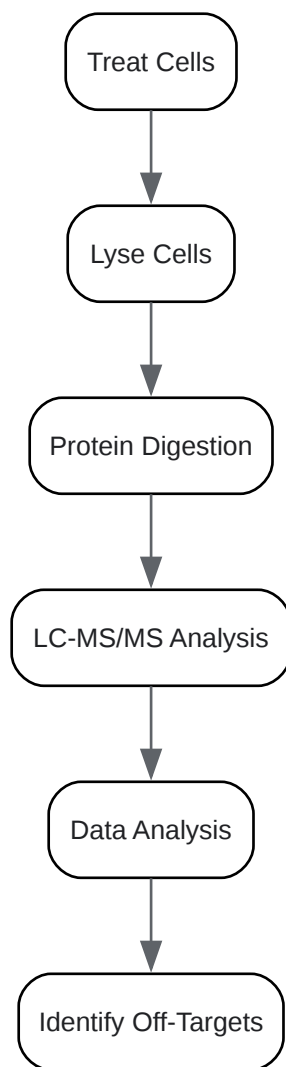 Treat Cells
Lyse Cells
Protein Digestion
LC-MS/MS Analysis
Data Analysis
Identify Off-Targets